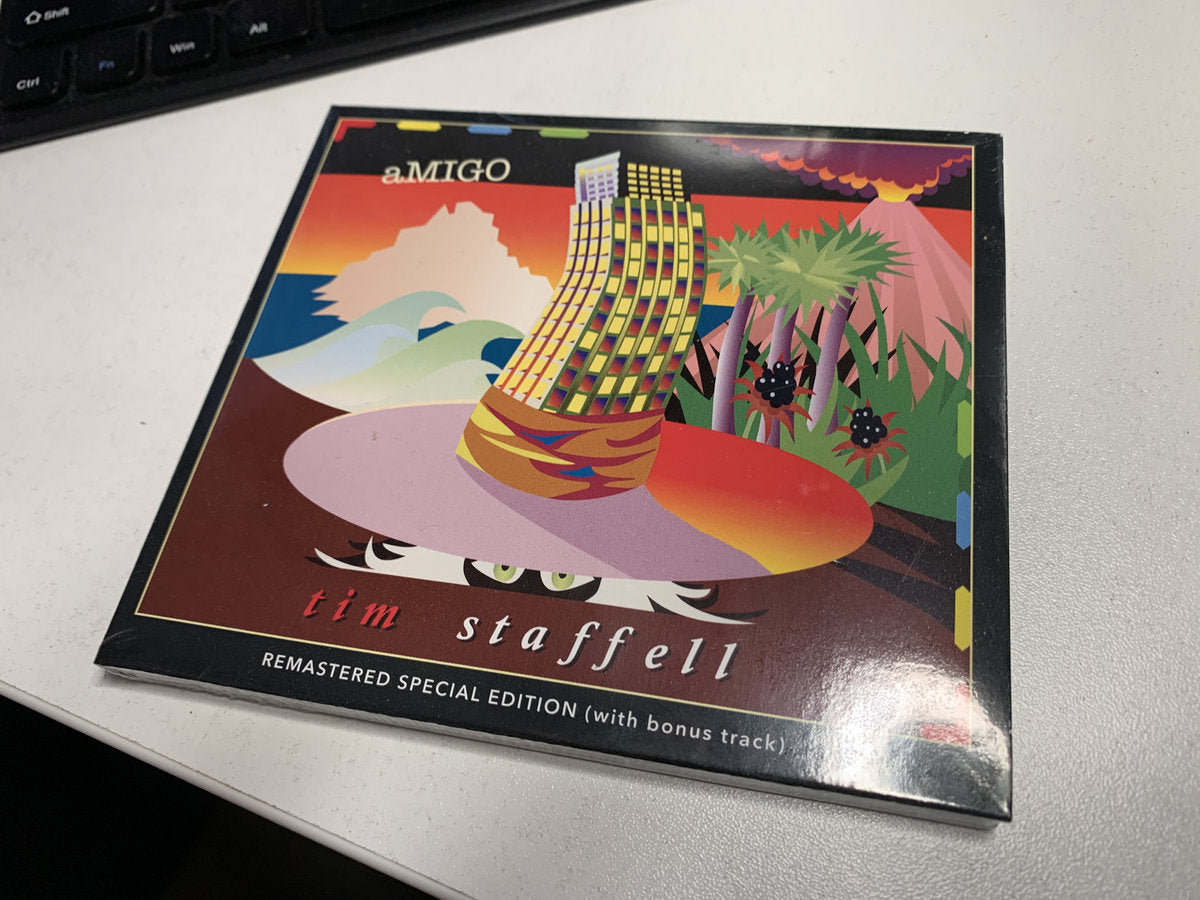 Shift
Ctrl
Fn
Win
Alt
aMIGO
tim staffell
REMASTERED SPECIAL EDITION (with bonus track)